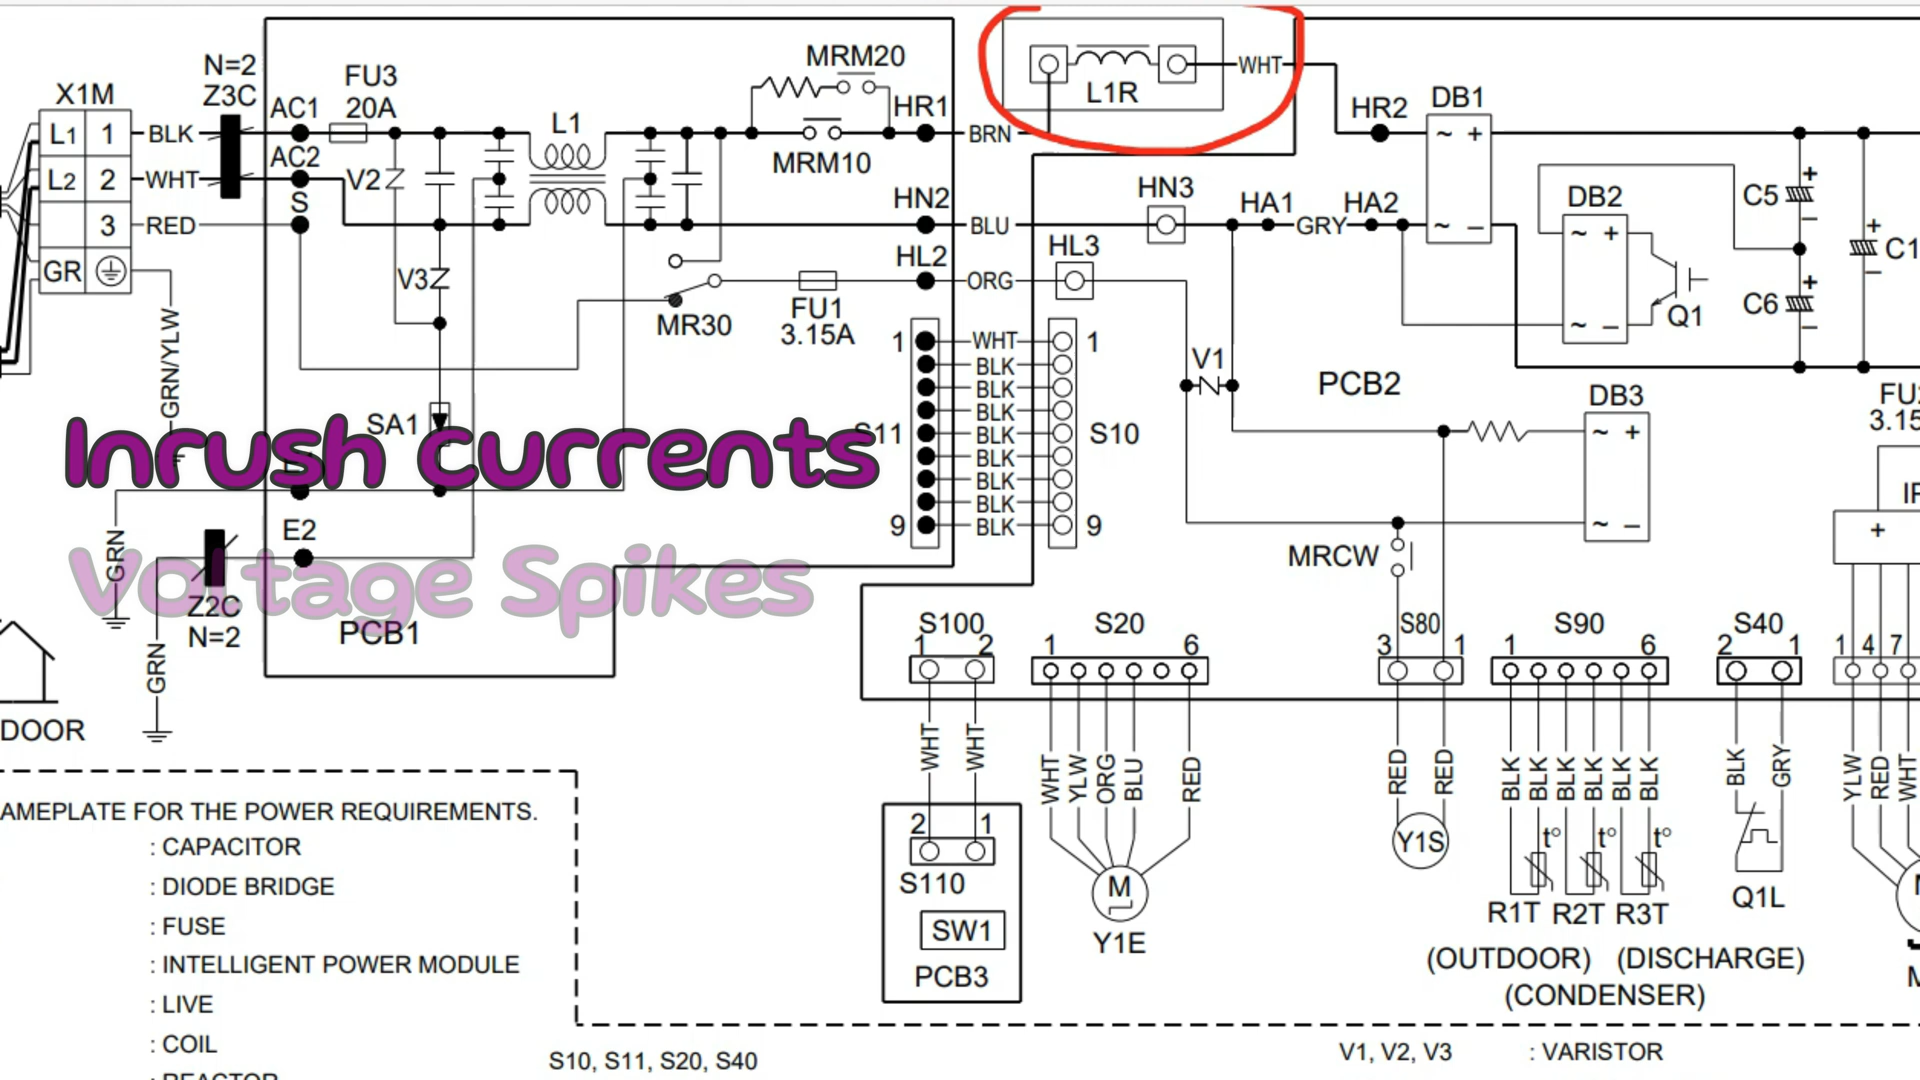 N=2
Z3C
X1M
L1 1
L2 2
3
GR
BLK
WHT
RED
GRN/YLW
AC1
AC2
S
FU3
20A
V2
V3
L1
MRM20
MRM10
HR1
HN2
HL2
MR30
FU1
3.15A
BRN
BLU
ORG
L1R
WHT
HR2
DB1
~ +
~ –
HN3
HA1
GRY
HA2
HL3
DB2
~ +
~ –
Q1
C5
+
–
C6
+
–
+
C1
–
V1
PCB2
DB3
~ +
~ –
3.15
SA1
Inrush currents
Voltage Spikes
S11
1
9
WHT
BLK
BLK
BLK
BLK
BLK
BLK
BLK
BLK
1
S10
9
E2
GRN
Z2C
N=2
GRN
PCB1
DOOR
MRCW
+
S100
1 2
S20
1 6
S80
3 1
S90
1 6
S40
2 1
1 4 7
WHT
WHT
WHT
YLW
ORG
BLU
RED
RED
RED
BLK
BLK
BLK
BLK
BLK
BLK
BLK
GRY
YLW
RED
WHT
2 1
S110
SW1
PCB3
M
Y1E
Y1S
t° t° t°
R1T R2T R3T
Q1L
(OUTDOOR) (DISCHARGE)
(CONDENSER)
AMEPLATE FOR THE POWER REQUIREMENTS.
: CAPACITOR
: DIODE BRIDGE
: FUSE
: INTELLIGENT POWER MODULE
: LIVE
: COIL
S10, S11, S20, S40
V1, V2, V3 : VARISTOR